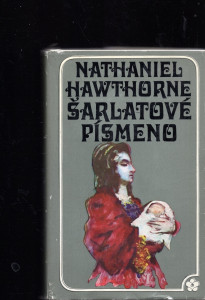 NATHANIEL
HAWTHORNE
ŠARLATOVÉ
PÍSMENO